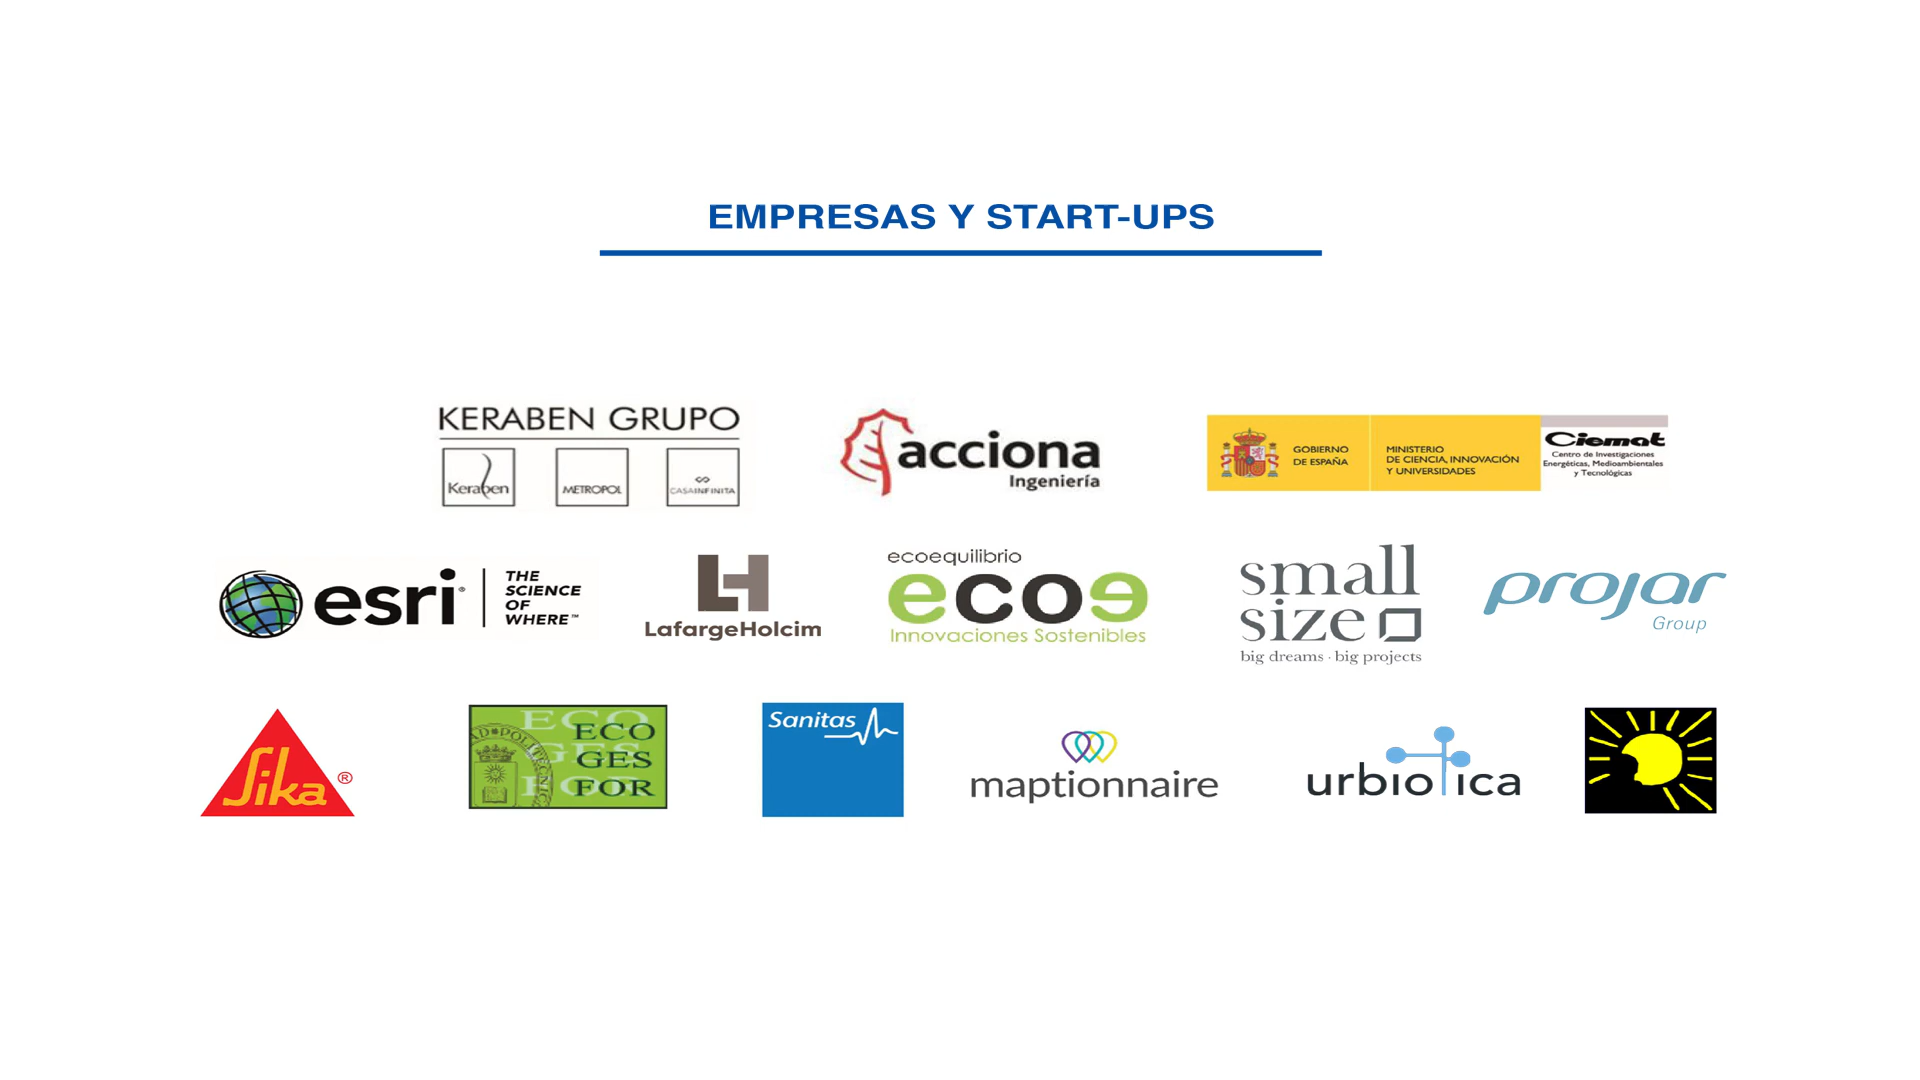 EMPRESAS Y START-UPS
KERABEN GRUPO
Keraben
METROPOL
CASAINFINITA
acciona
Ingeniería
GOBIERNO
DE ESPAÑA
MINISTERIO
DE CIENCIA, INNOVACIÓN
Y UNIVERSIDADES
Ciemat
Centro de Investigaciones
Energéticas, Medioambientales
y Tecnológicas
esri®
THE
SCIENCE
OF
WHERE™
LafargeHolcim
ecoequilibrio
ecoe
Innovaciones Sostenibles
small
size
big dreams · big projects
projar
Group
Sika®
ECO
GES
FOR
Sanitas
maptionnaire
urbiotica